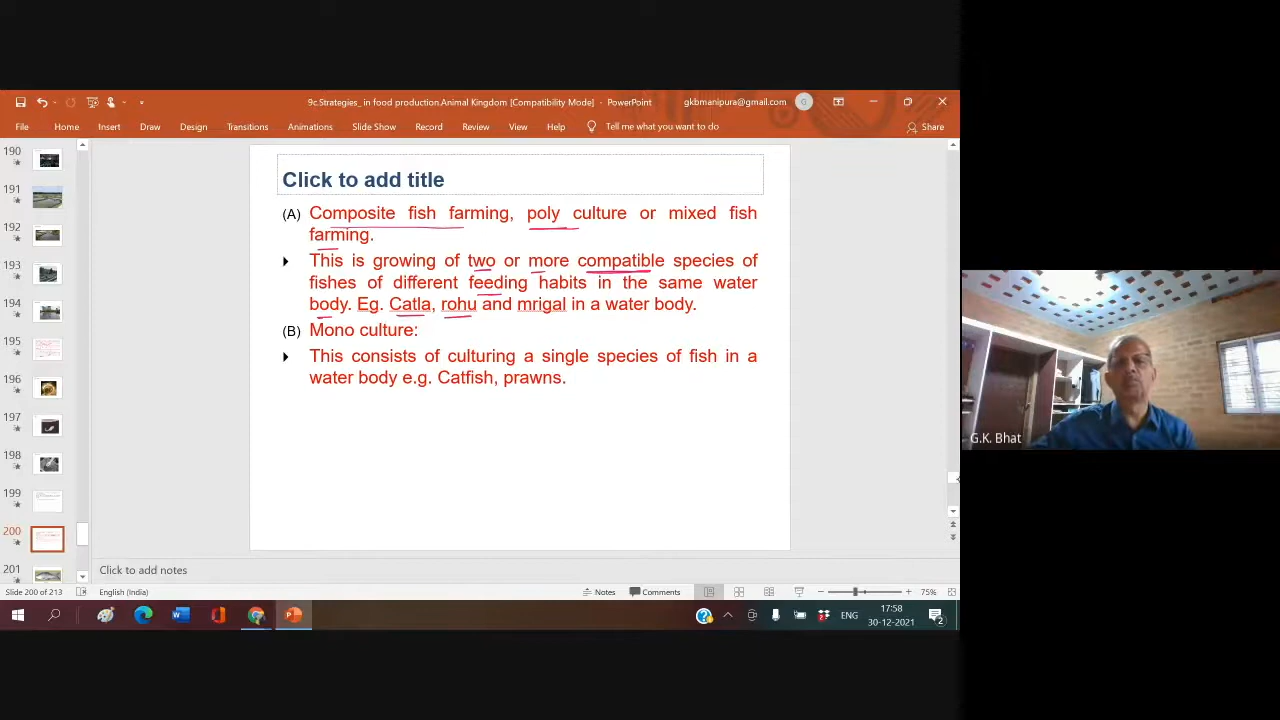 9c.Strategies_ in food production.Animal Kingdom [Compatibility Mode] - PowerPoint
gkbmanipura@gmail.com
G
File Home Insert Draw Design Transitions Animations Slide Show Record Review View Help Tell me what you want to do
Share
190
191
192
193
194
195
196
197
198
199
200
201
Click to add title
(A) Composite fish farming, poly culture or mixed fish
farming.
This is growing of two or more compatible species of
fishes of different feeding habits in the same water
body. Eg. Catla, rohu and mrigal in a water body.
(B) Mono culture:
This consists of culturing a single species of fish in a
water body e.g. Catfish, prawns.
Click to add notes
Slide 200 of 213 English (India)
Notes Comments 75%
ENG
17:58
30-12-2021
2
G.K. Bhat